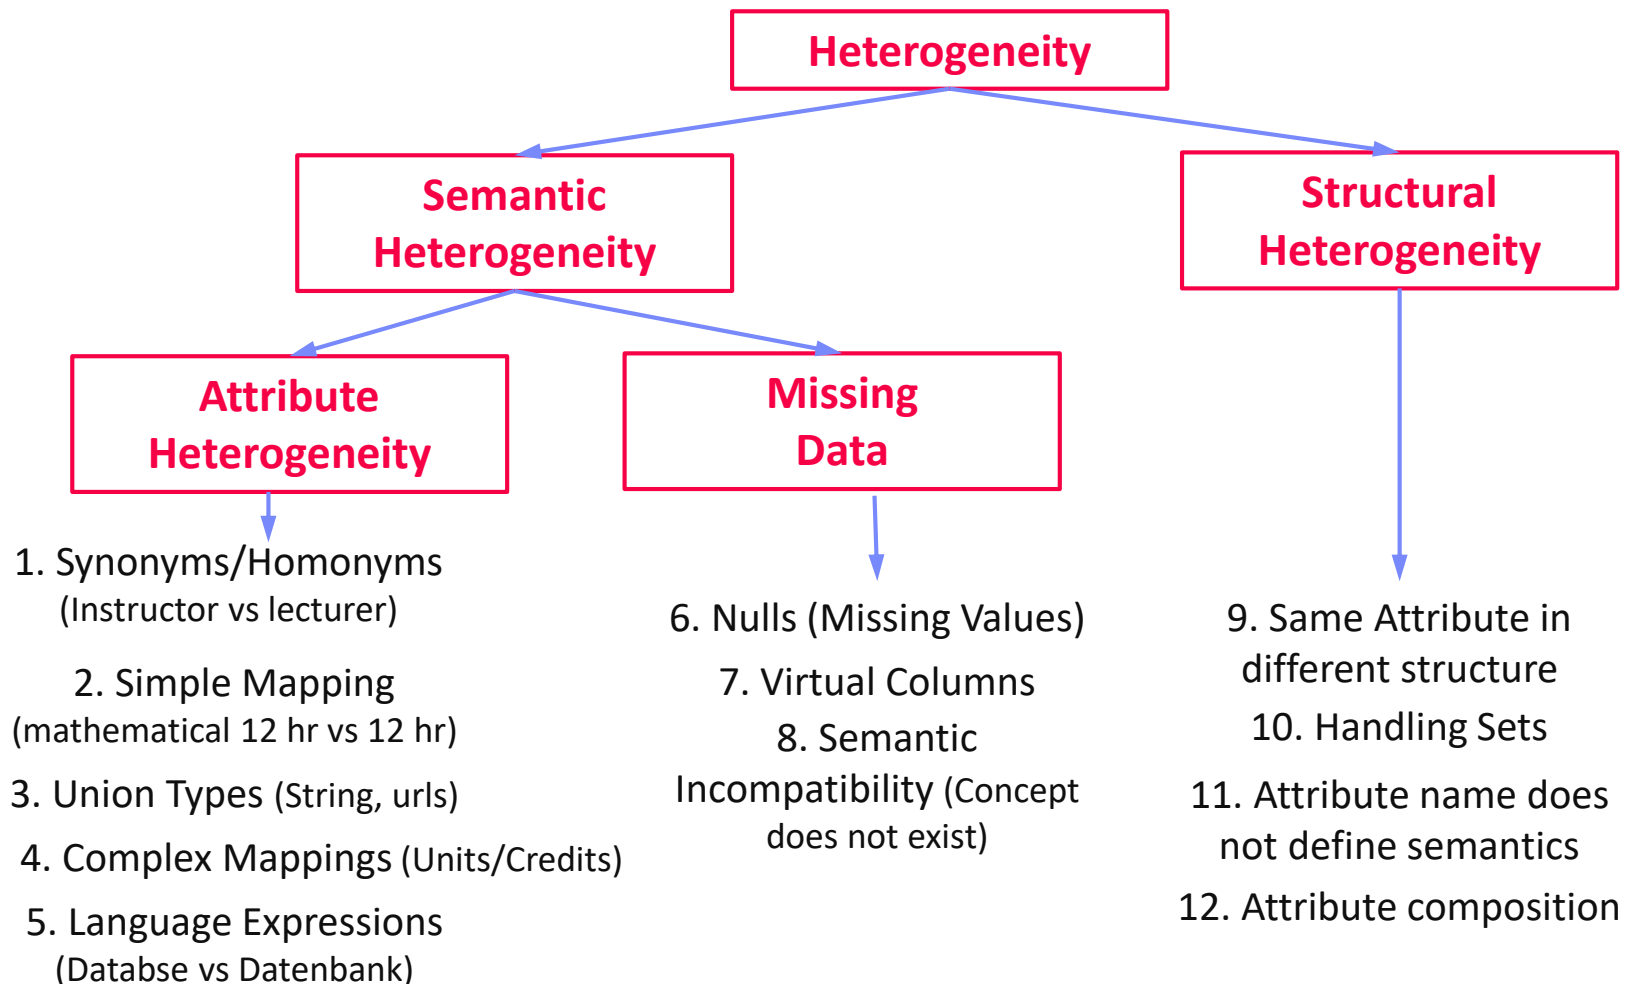 Heterogeneity
Semantic
Heterogeneity
Structural
Heterogeneity
Attribute
Heterogeneity
Missing
Data
1. Synonyms/Homonyms
(Instructor vs lecturer)
2. Simple Mapping
(mathematical 12 hr vs 12 hr)
3. Union Types (String, urls)
4. Complex Mappings (Units/Credits)
5. Language Expressions
(Databse vs Datenbank)
6. Nulls (Missing Values)
7. Virtual Columns
8. Semantic
Incompatibility (Concept
does not exist)
9. Same Attribute in
different structure
10. Handling Sets
11. Attribute name does
not define semantics
12. Attribute composition